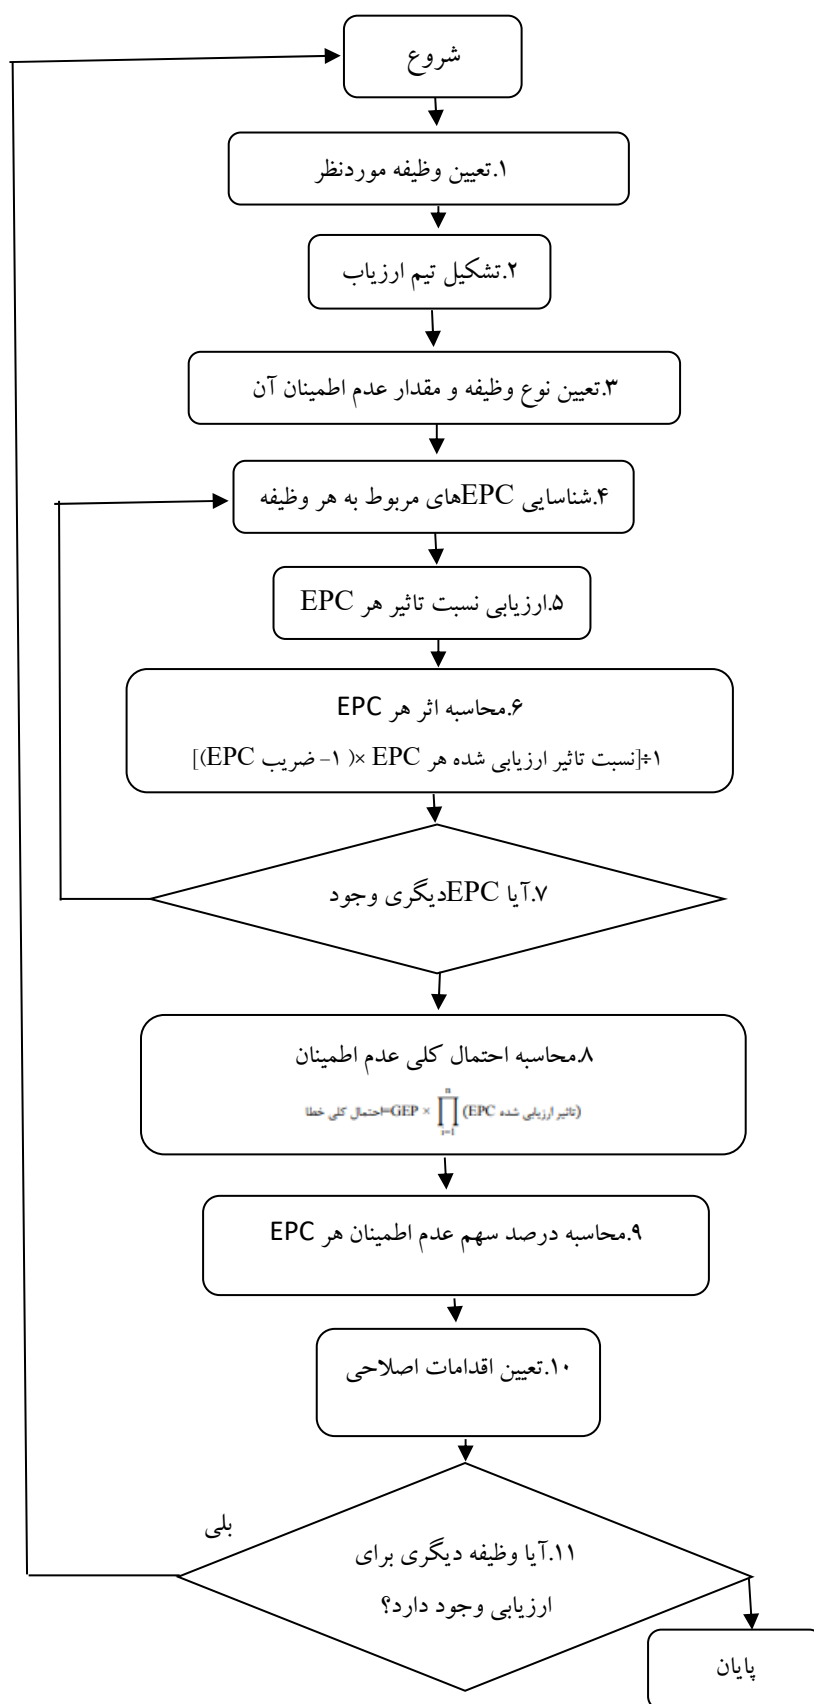 شروع
۱.تعیین وظیفه موردنظر
۲.تشکیل تیم ارزیاب
۳.تعیین نوع وظیفه و مقدار عدم اطمینان آن
۴.شناسایی EPCهای مربوط به هر وظیفه
۵.ارزیابی نسبت تاثیر هر EPC
۶.محاسبه اثر هر EPC
۱÷[نسبت تاثیر ارزیابی شده هر EPC ×( ۱– ضریب EPC)]
۷.آیا EPCدیگری وجود
۸.محاسبه احتمال کلی عدم اطمینان
احتمال کلی خطا=GEP × ∏ⁿᵢ₌₁ (تاثیر ارزیابی شده EPC)
۹.محاسبه درصد سهم عدم اطمینان هر EPC
۱۰.تعیین اقدامات اصلاحی
بلی
۱۱.آیا وظیفه دیگری برای
ارزیابی وجود دارد؟
پایان